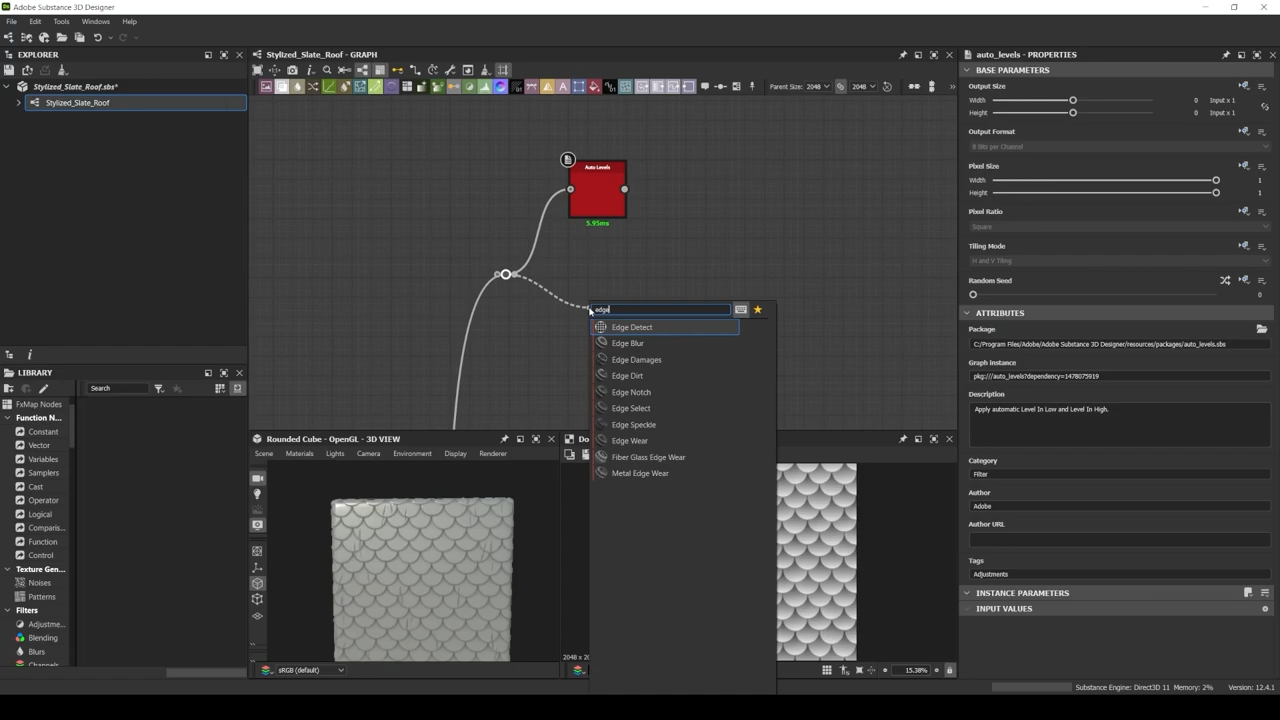 Adobe Substance 3D Designer
File Edit Tools Windows Help
EXPLORER
Stylized_Slate_Roof.sbs*
Stylized_Slate_Roof
Stylized_Slate_Roof - GRAPH
Parent Size: 2048 2048
Auto Levels
5.95ms
edge
Edge Detect
Edge Blur
Edge Damages
Edge Dirt
Edge Notch
Edge Select
Edge Speckle
Edge Wear
Fiber Glass Edge Wear
Metal Edge Wear
LIBRARY
Search
FxMap Nodes
Function N...
Constant
Vector
Variables
Samplers
Cast
Operator
Logical
Comparis...
Function
Control
Texture Gen...
Noises
Patterns
Filters
Adjustme...
Blending
Blurs
Channels
Rounded Cube - OpenGL - 3D VIEW
Scene Materials Lights Camera Environment Display Renderer
sRGB (default)
Do
2048 x 20
15.38%
auto_levels - PROPERTIES
BASE PARAMETERS
Output Size
Width 0 Input x 1
Height 0 Input x 1
Output Format
8 Bits per Channel
Pixel Size
Width 1
Height 1
Pixel Ratio
Square
Tiling Mode
H and V Tiling
Random Seed
0
ATTRIBUTES
Package
C:/Program Files/Adobe/Adobe Substance 3D Designer/resources/packages/auto_levels.sbs
Graph Instance
pkg:///auto_levels?dependency=1478075919
Description
Apply automatic Level In Low and Level In High.
Category
Filter
Author
Adobe
Author URL
Tags
Adjustments
INSTANCE PARAMETERS
INPUT VALUES
Substance Engine: Direct3D 11 Memory: 2% Version: 12.4.1